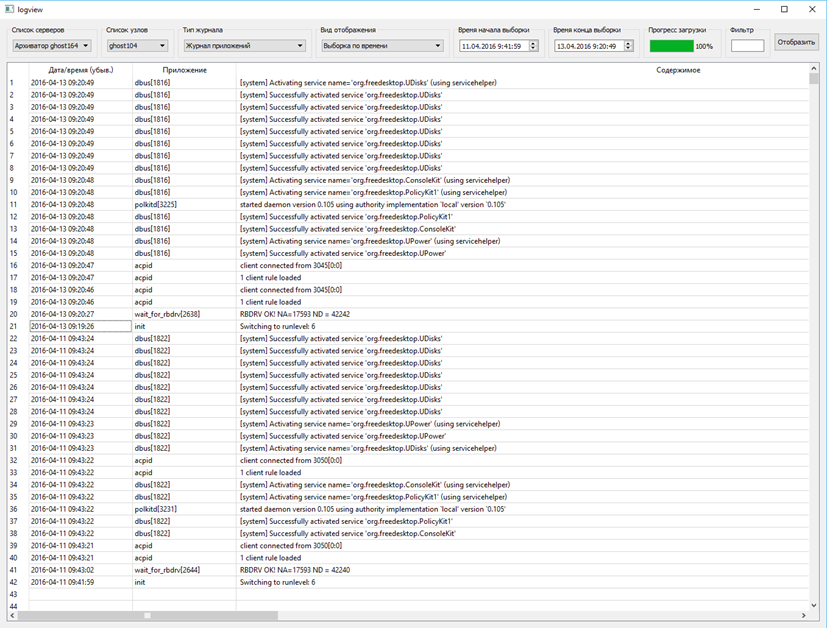 logview
Список серверов Список узлов Тип журнала Вид отображения Время начала выборки Время конца выборки Прогресс загрузки Фильтр
Архиватор ghost164 ghost104 Журнал приложений Выборка по времени 11.04.2016 9:41:59 13.04.2016 9:20:49 100% Отобразить
Дата/время (убыв.) Приложение Содержимое
1 2016-04-13 09:20:49 dbus[1816] [system] Activating service name='org.freedesktop.UDisks' (using servicehelper)
2 2016-04-13 09:20:49 dbus[1816] [system] Successfully activated service 'org.freedesktop.UDisks'
3 2016-04-13 09:20:49 dbus[1816] [system] Successfully activated service 'org.freedesktop.UDisks'
4 2016-04-13 09:20:49 dbus[1816] [system] Successfully activated service 'org.freedesktop.UDisks'
5 2016-04-13 09:20:49 dbus[1816] [system] Successfully activated service 'org.freedesktop.UDisks'
6 2016-04-13 09:20:49 dbus[1816] [system] Successfully activated service 'org.freedesktop.UDisks'
7 2016-04-13 09:20:49 dbus[1816] [system] Successfully activated service 'org.freedesktop.UDisks'
8 2016-04-13 09:20:49 dbus[1816] [system] Successfully activated service 'org.freedesktop.UDisks'
9 2016-04-13 09:20:48 dbus[1816] [system] Activating service name='org.freedesktop.ConsoleKit' (using servicehelper)
10 2016-04-13 09:20:48 dbus[1816] [system] Activating service name='org.freedesktop.PolicyKit1' (using servicehelper)
11 2016-04-13 09:20:48 polkitd[3225] started daemon version 0.105 using authority implementation `local' version `0.105'
12 2016-04-13 09:20:48 dbus[1816] [system] Successfully activated service 'org.freedesktop.PolicyKit1'
13 2016-04-13 09:20:48 dbus[1816] [system] Successfully activated service 'org.freedesktop.ConsoleKit'
14 2016-04-13 09:20:48 dbus[1816] [system] Activating service name='org.freedesktop.UPower' (using servicehelper)
15 2016-04-13 09:20:48 dbus[1816] [system] Successfully activated service 'org.freedesktop.UPower'
16 2016-04-13 09:20:47 acpid client connected from 3045[0:0]
17 2016-04-13 09:20:47 acpid 1 client rule loaded
18 2016-04-13 09:20:46 acpid client connected from 3045[0:0]
19 2016-04-13 09:20:46 acpid 1 client rule loaded
20 2016-04-13 09:20:27 wait_for_rbdrv[2638] RBDRV OK! NA=17593 ND = 42242
21 2016-04-13 09:19:26 init Switching to runlevel: 6
22 2016-04-11 09:43:24 dbus[1822] [system] Successfully activated service 'org.freedesktop.UDisks'
23 2016-04-11 09:43:24 dbus[1822] [system] Successfully activated service 'org.freedesktop.UDisks'
24 2016-04-11 09:43:24 dbus[1822] [system] Successfully activated service 'org.freedesktop.UDisks'
25 2016-04-11 09:43:24 dbus[1822] [system] Successfully activated service 'org.freedesktop.UDisks'
26 2016-04-11 09:43:24 dbus[1822] [system] Successfully activated service 'org.freedesktop.UDisks'
27 2016-04-11 09:43:24 dbus[1822] [system] Successfully activated service 'org.freedesktop.UDisks'
28 2016-04-11 09:43:24 dbus[1822] [system] Successfully activated service 'org.freedesktop.UDisks'
29 2016-04-11 09:43:23 dbus[1822] [system] Activating service name='org.freedesktop.UPower' (using servicehelper)
30 2016-04-11 09:43:23 dbus[1822] [system] Successfully activated service 'org.freedesktop.UPower'
31 2016-04-11 09:43:23 dbus[1822] [system] Activating service name='org.freedesktop.UDisks' (using servicehelper)
32 2016-04-11 09:43:22 acpid client connected from 3050[0:0]
33 2016-04-11 09:43:22 acpid 1 client rule loaded
34 2016-04-11 09:43:22 dbus[1822] [system] Activating service name='org.freedesktop.ConsoleKit' (using servicehelper)
35 2016-04-11 09:43:22 dbus[1822] [system] Activating service name='org.freedesktop.PolicyKit1' (using servicehelper)
36 2016-04-11 09:43:22 polkitd[3231] started daemon version 0.105 using authority implementation `local' version `0.105'
37 2016-04-11 09:43:22 dbus[1822] [system] Successfully activated service 'org.freedesktop.PolicyKit1'
38 2016-04-11 09:43:22 dbus[1822] [system] Successfully activated service 'org.freedesktop.ConsoleKit'
39 2016-04-11 09:43:21 acpid client connected from 3050[0:0]
40 2016-04-11 09:43:21 acpid 1 client rule loaded
41 2016-04-11 09:43:02 wait_for_rbdrv[2644] RBDRV OK! NA=17593 ND = 42240
42 2016-04-11 09:41:59 init Switching to runlevel: 6
43
44